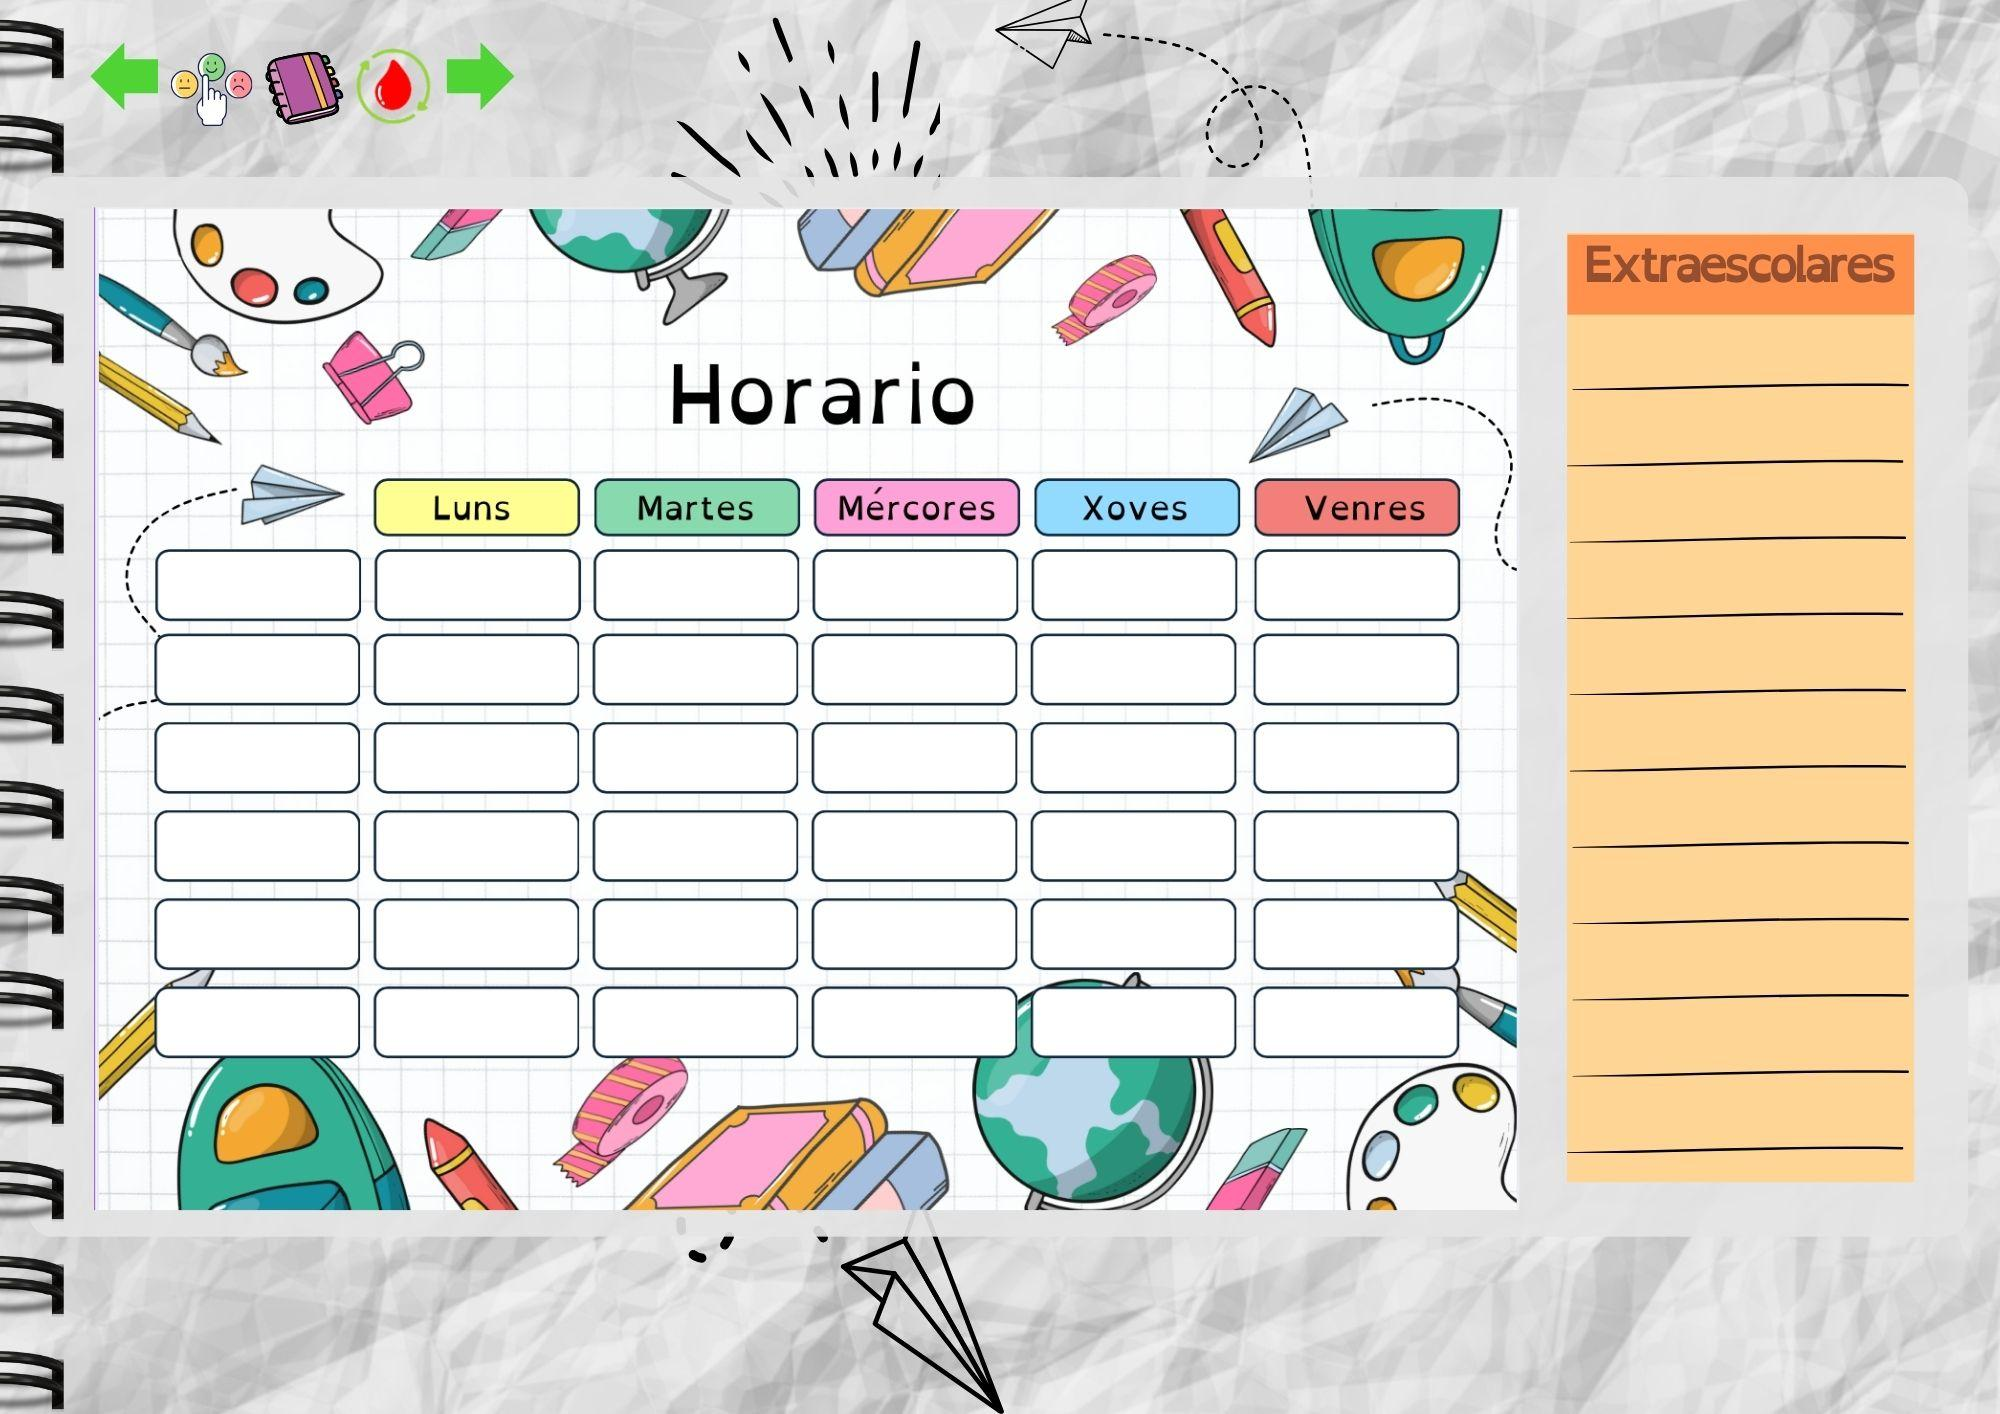 Extraescolares
Horario
Luns
Martes
Mércores
Xoves
Venres